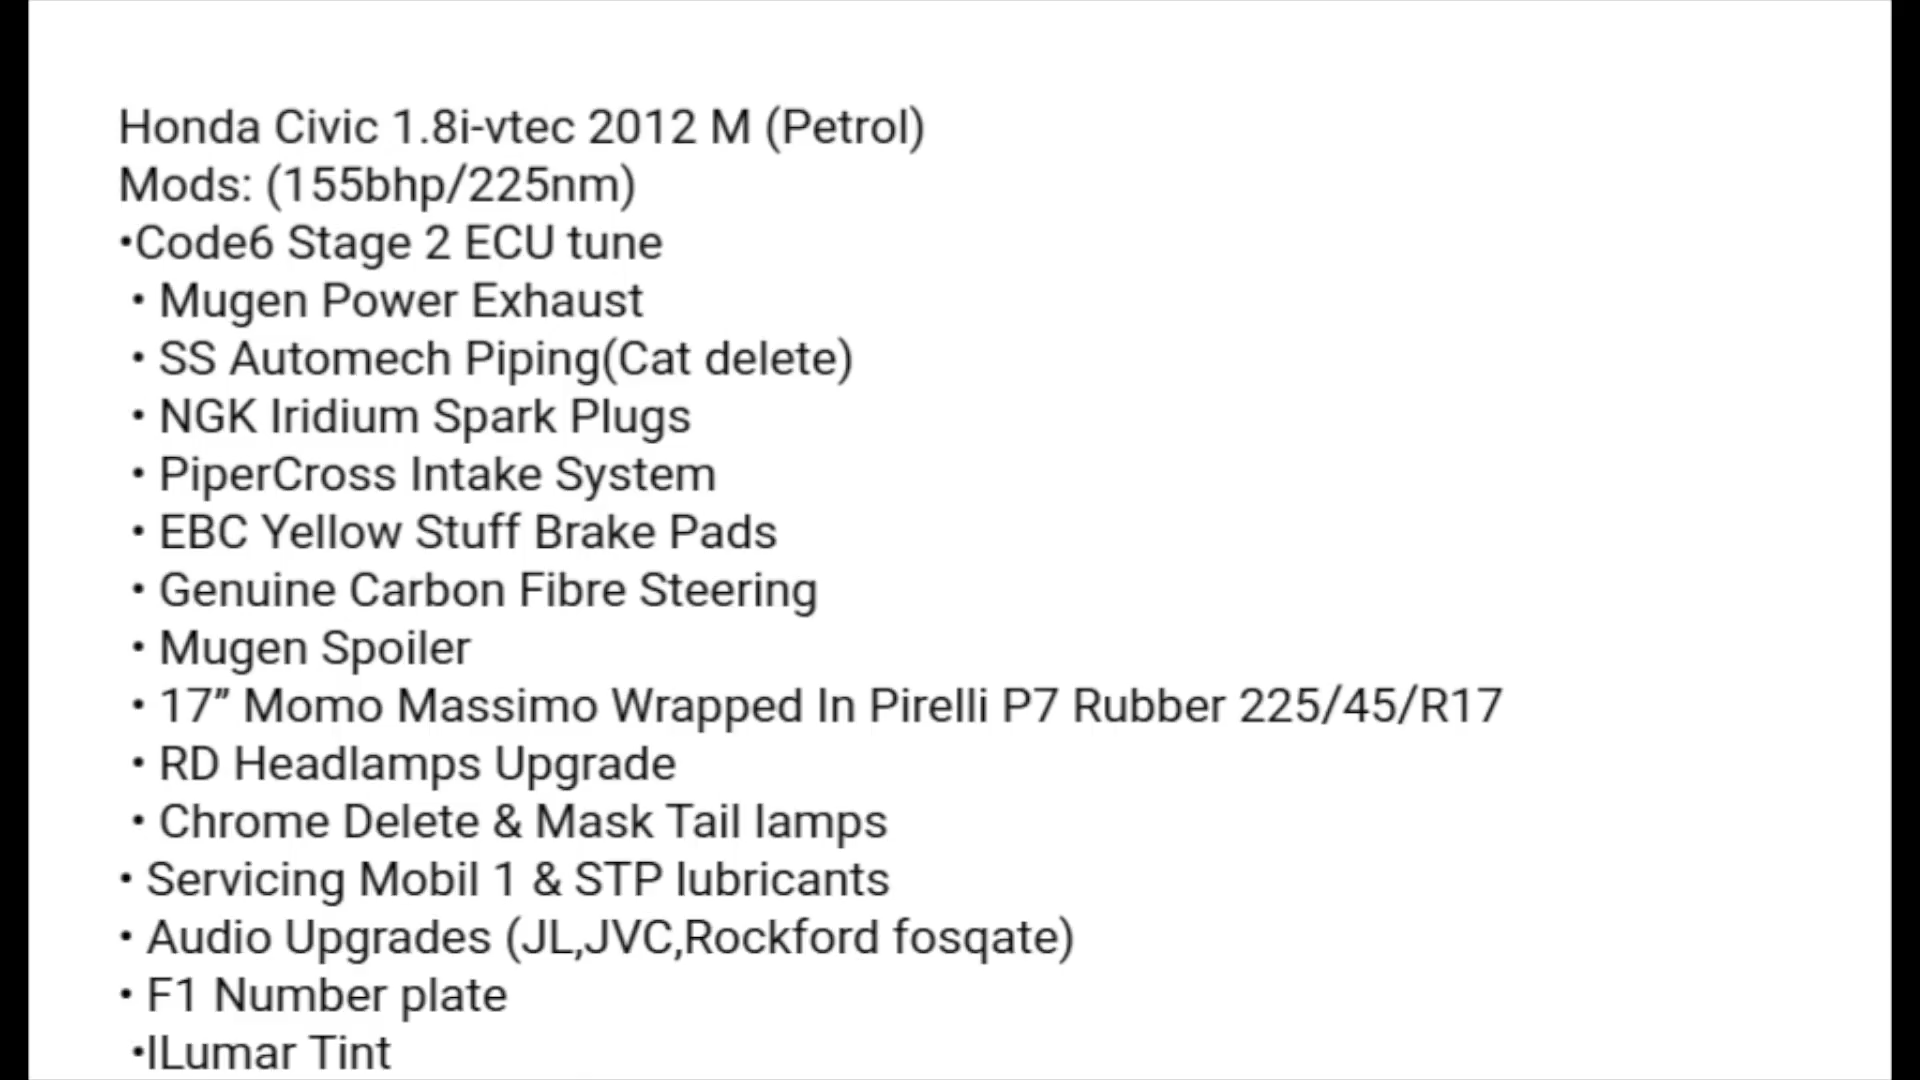 Honda Civic 1.8i-vtec 2012 M (Petrol)
Mods: (155bhp/225nm)
•Code6 Stage 2 ECU tune
• Mugen Power Exhaust
• SS Automech Piping(Cat delete)
• NGK Iridium Spark Plugs
• PiperCross Intake System
• EBC Yellow Stuff Brake Pads
• Genuine Carbon Fibre Steering
• Mugen Spoiler
• 17” Momo Massimo Wrapped In Pirelli P7 Rubber 225/45/R17
• RD Headlamps Upgrade
• Chrome Delete & Mask Tail lamps
• Servicing Mobil 1 & STP lubricants
• Audio Upgrades (JL,JVC,Rockford fosqate)
• F1 Number plate
•ILumar Tint